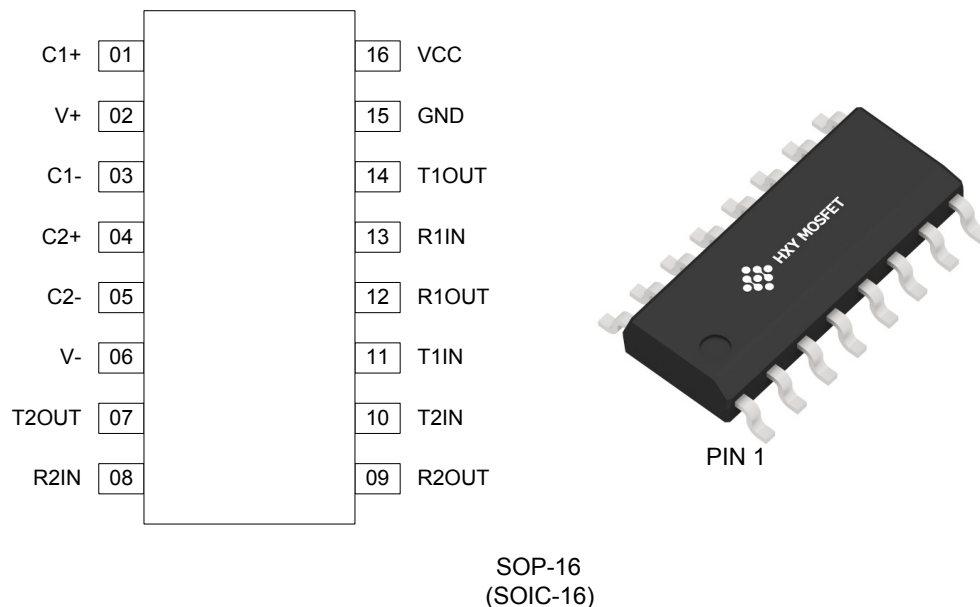 C1+ 01 16 VCC
V+ 02 15 GND
C1- 03 14 T1OUT
C2+ 04 13 R1IN
C2- 05 12 R1OUT
V- 06 11 T1IN
T2OUT 07 10 T2IN
R2IN 08 09 R2OUT
HXY MOSFET
PIN 1
SOP-16
(SOIC-16)